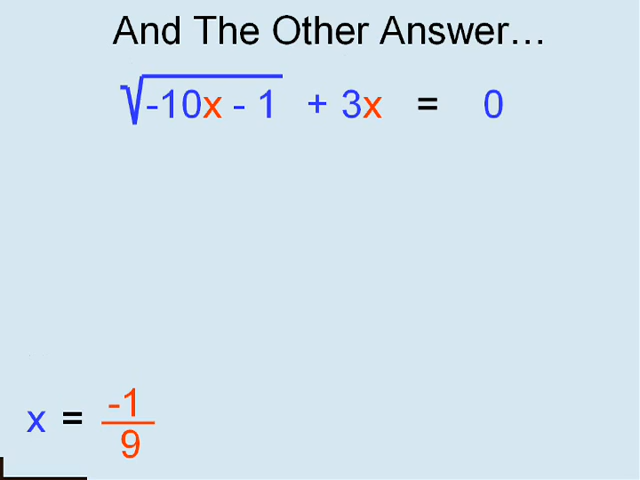 And The Other Answer…
√-10x - 1 + 3x = 0
x = -1/9